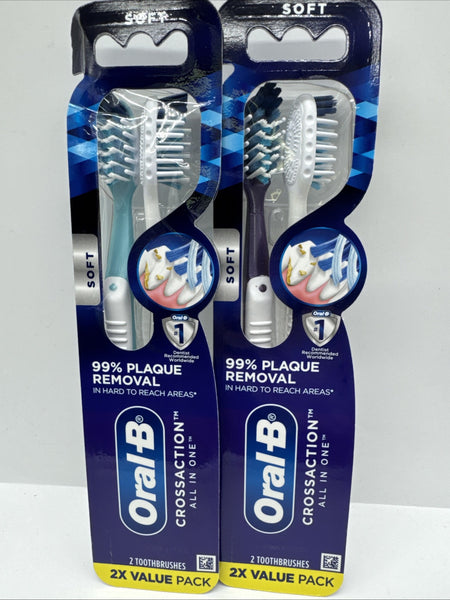 SOFT
SOFT
Oral-B
1
Dentist
Recommended
Worldwide
99% PLAQUE
REMOVAL
IN HARD TO REACH AREAS*
Oral-B®
CROSSACTION™
ALL IN ONE™
2 TOOTHBRUSHES
2X VALUE PACK
SOFT
SOFT
Oral-B
1
Dentist
Recommended
Worldwide
99% PLAQUE
REMOVAL
IN HARD TO REACH AREAS*
Oral-B®
CROSSACTION™
ALL IN ONE™
2 TOOTHBRUSHES
2X VALUE PACK